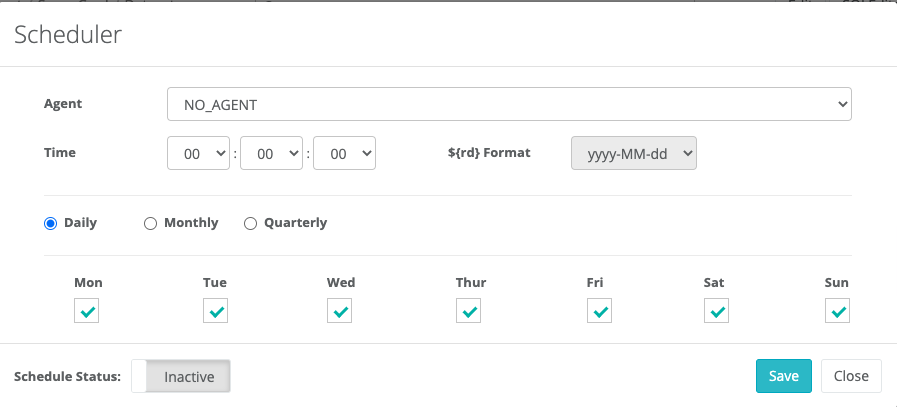 Scheduler
Agent NO_AGENT
Time 00 : 00 : 00 ${rd} Format yyyy-MM-dd
Daily Monthly Quarterly
Mon Tue Wed Thur Fri Sat Sun
Schedule Status: Inactive Save Close